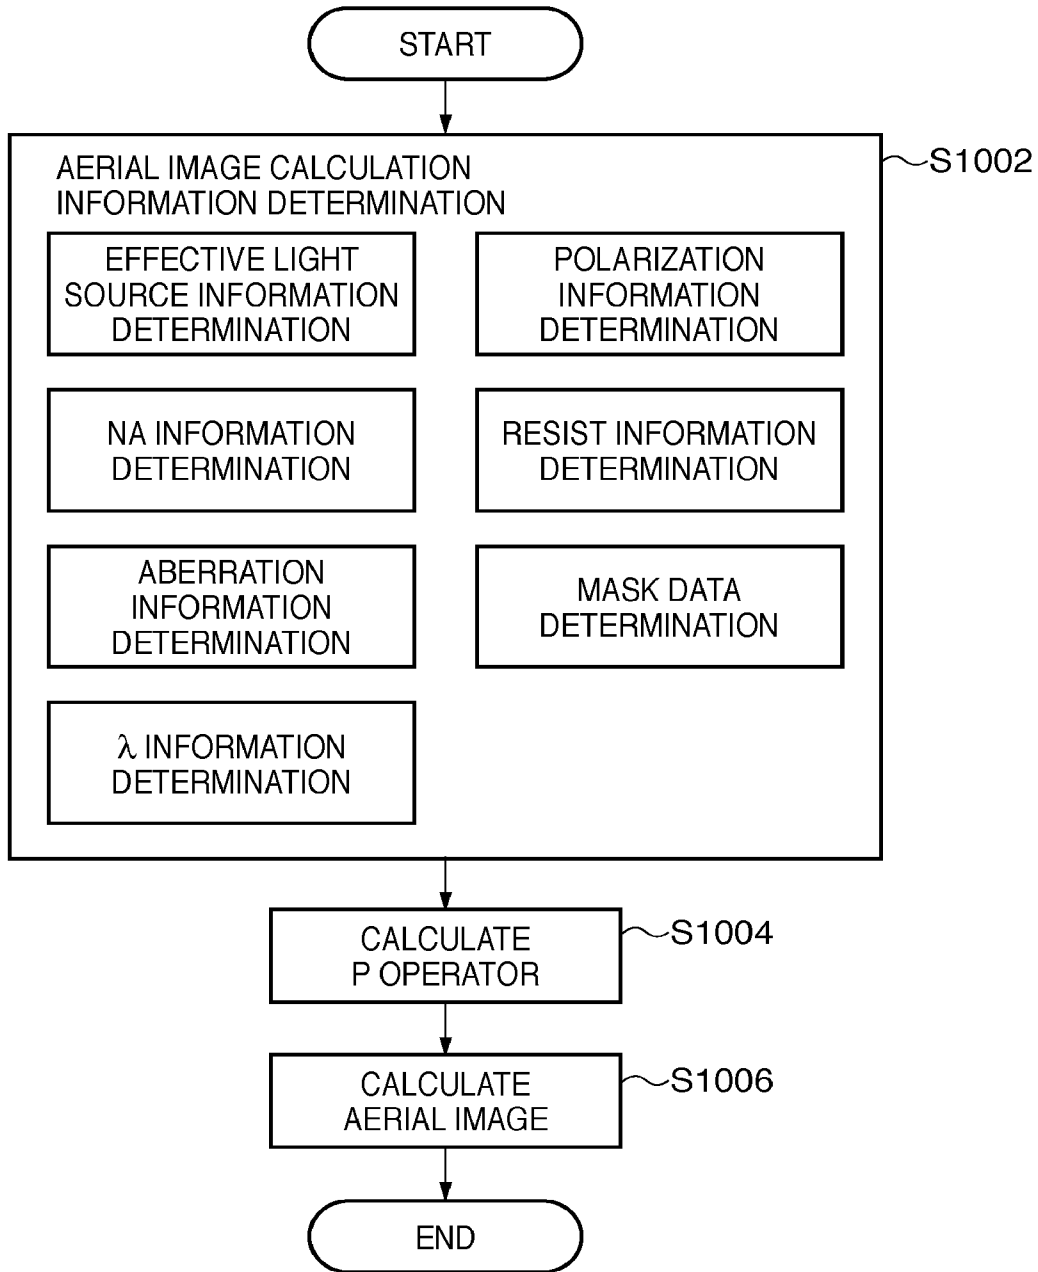 START
AERIAL IMAGE CALCULATION
INFORMATION DETERMINATION
S1002
EFFECTIVE LIGHT
SOURCE INFORMATION
DETERMINATION
POLARIZATION
INFORMATION
DETERMINATION
NA INFORMATION
DETERMINATION
RESIST INFORMATION
DETERMINATION
ABERRATION
INFORMATION
DETERMINATION
MASK DATA
DETERMINATION
λ INFORMATION
DETERMINATION
CALCULATE
P OPERATOR
S1004
CALCULATE
AERIAL IMAGE
S1006
END